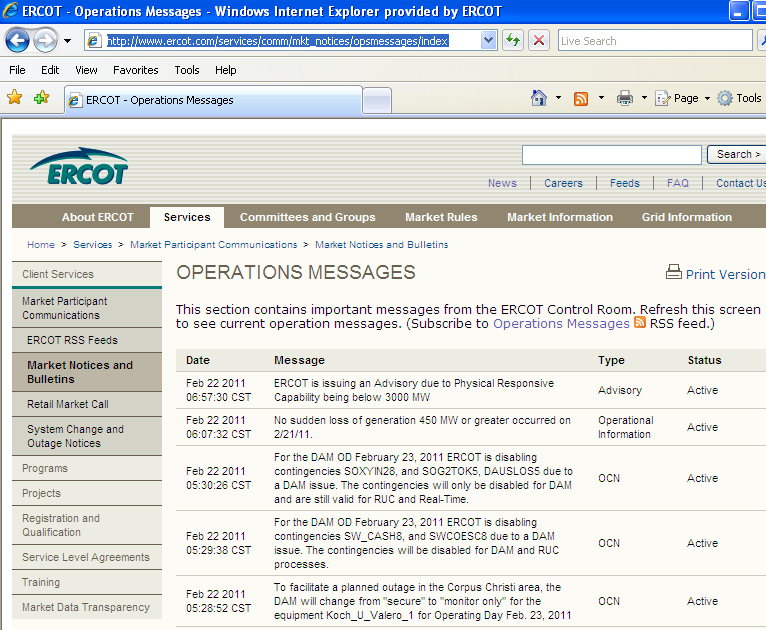 ERCOT - Operations Messages - Windows Internet Explorer provided by ERCOT
http://www.ercot.com/services/comm/mkt_notices/opsmessages/index
Live Search
File Edit View Favorites Tools Help
ERCOT - Operations Messages
Page Tools
ERCOT
Search >
News Careers Feeds FAQ Contact Us
About ERCOT Services Committees and Groups Market Rules Market Information Grid Information
Home > Services > Market Participant Communications > Market Notices and Bulletins
Client Services
Market Participant
Communications
ERCOT RSS Feeds
Market Notices and
Bulletins
Retail Market Call
System Change and
Outage Notices
Programs
Projects
Registration and
Qualification
Service Level Agreements
Training
Market Data Transparency
OPERATIONS MESSAGES
Print Version
This section contains important messages from the ERCOT Control Room. Refresh this screen
to see current operation messages. (Subscribe to Operations Messages RSS feed.)
Date Message Type Status
Feb 22 2011
06:57:30 CST
ERCOT is issuing an Advisory due to Physical Responsive
Capability being below 3000 MW
Advisory
Active
Feb 22 2011
06:07:32 CST
No sudden loss of generation 450 MW or greater occurred on
2/21/11.
Operational
Information
Active
Feb 22 2011
05:30:26 CST
For the DAM OD February 23, 2011 ERCOT is disabling
contingencies SOXYIN28, and SOG2TOK5, DAUSLOS5 due to
a DAM issue. The contingencies will only be disabled for DAM
and are still valid for RUC and Real-Time.
OCN
Active
Feb 22 2011
05:29:38 CST
For the DAM OD February 23, 2011 ERCOT is disabling
contingencies SW_CASH8, and SWCOESC8 due to a DAM
issue. The contingencies will be disabled for DAM and RUC
processes.
OCN
Active
Feb 22 2011
05:28:52 CST
To facilitate a planned outage in the Corpus Christi area, the
DAM will change from "secure" to "monitor only" for the
equipment Koch_U_Valero_1 for Operating Day Feb. 23, 2011
OCN
Active